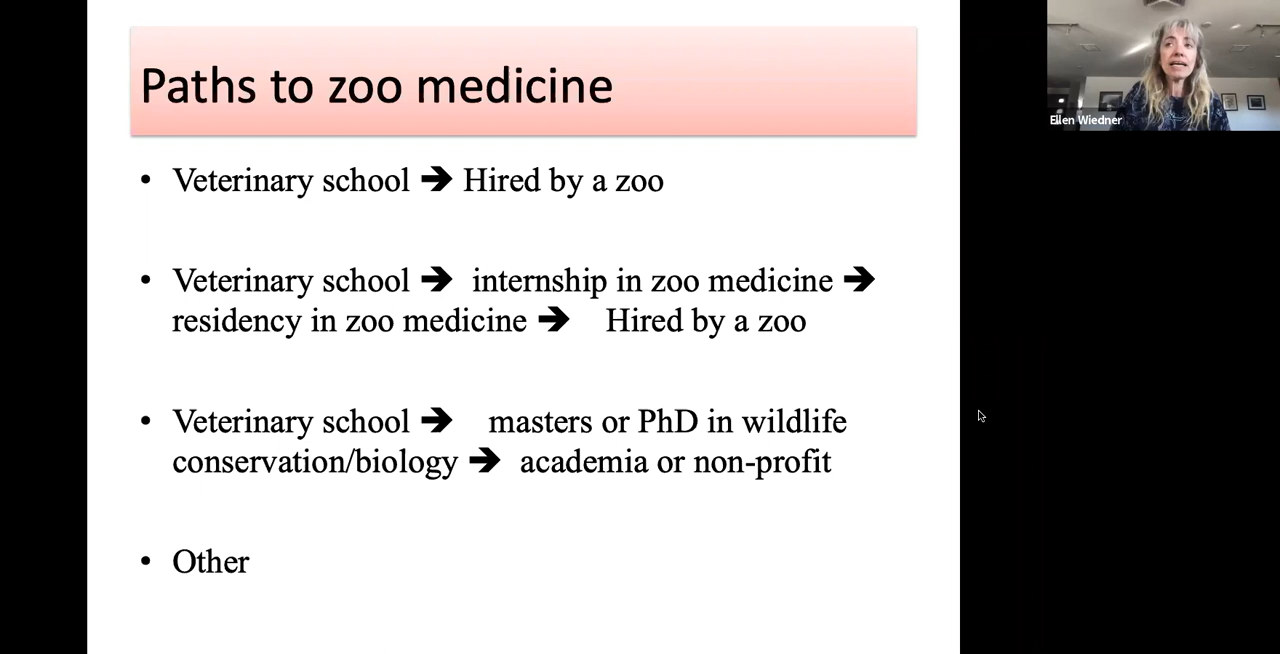 Paths to zoo medicine
Ellen Wiedner
• Veterinary school ➔ Hired by a zoo
• Veterinary school ➔ internship in zoo medicine ➔
residency in zoo medicine ➔ Hired by a zoo
• Veterinary school ➔ masters or PhD in wildlife
conservation/biology ➔ academia or non-profit
• Other